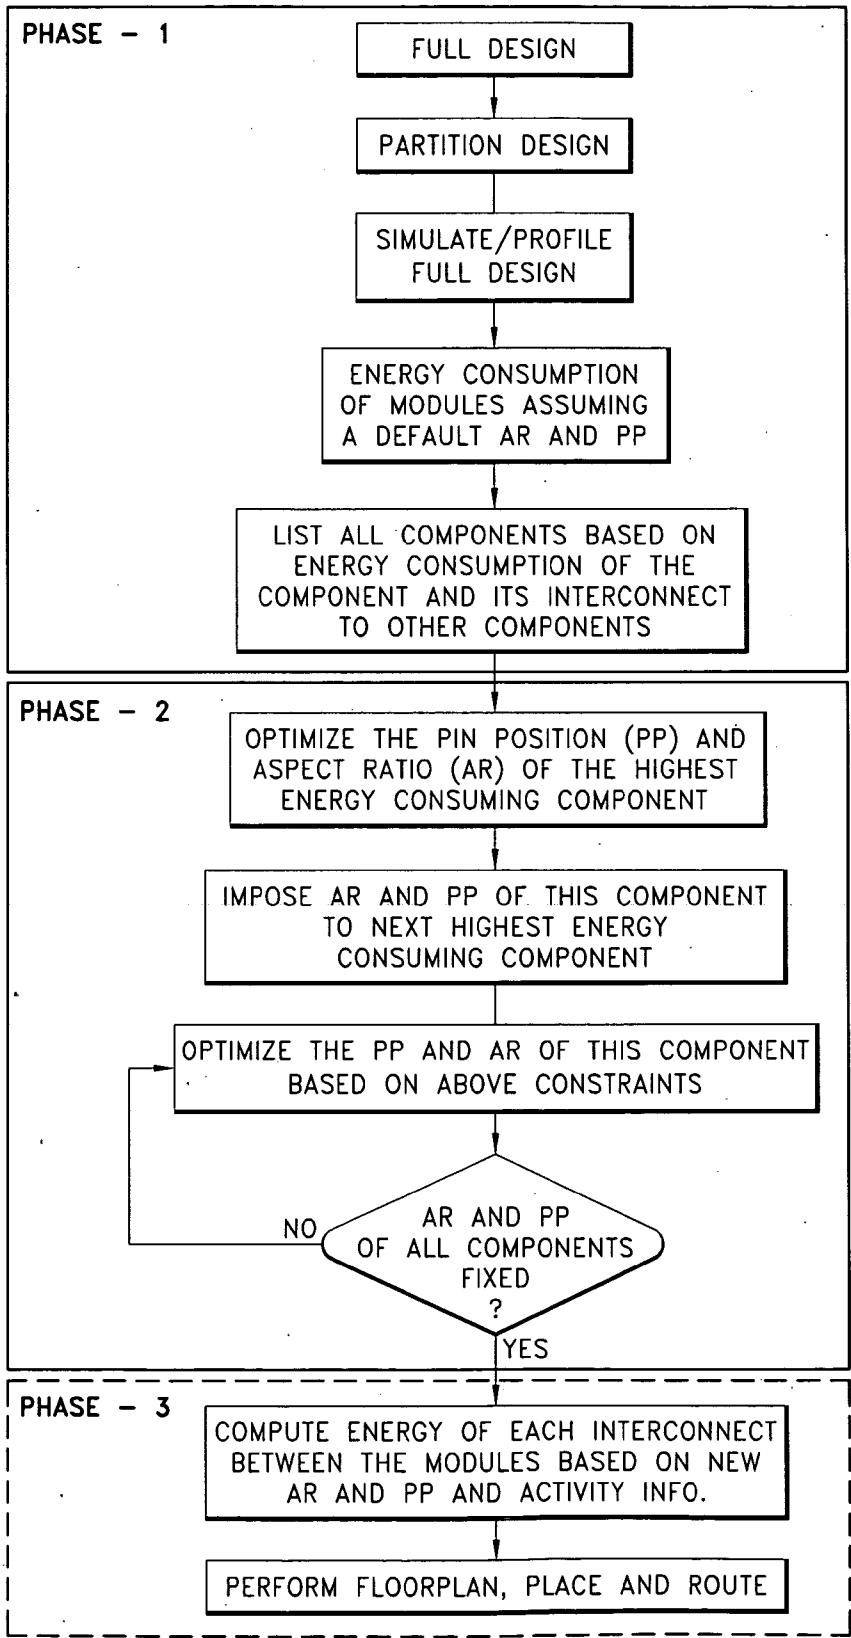 PHASE - 1
FULL DESIGN
PARTITION DESIGN
SIMULATE/PROFILE
FULL DESIGN
ENERGY CONSUMPTION
OF MODULES ASSUMING
A DEFAULT AR AND PP
LIST ALL COMPONENTS BASED ON
ENERGY CONSUMPTION OF THE
COMPONENT AND ITS INTERCONNECT
TO OTHER COMPONENTS
PHASE - 2
OPTIMIZE THE PIN POSITION (PP) AND
ASPECT RATIO (AR) OF THE HIGHEST
ENERGY CONSUMING COMPONENT
IMPOSE AR AND PP OF THIS COMPONENT
TO NEXT HIGHEST ENERGY
CONSUMING COMPONENT
OPTIMIZE THE PP AND AR OF THIS COMPONENT
BASED ON ABOVE CONSTRAINTS
NO
AR AND PP
OF ALL COMPONENTS
FIXED
?
YES
PHASE - 3
COMPUTE ENERGY OF EACH INTERCONNECT
BETWEEN THE MODULES BASED ON NEW
AR AND PP AND ACTIVITY INFO.
PERFORM FLOORPLAN, PLACE AND ROUTE